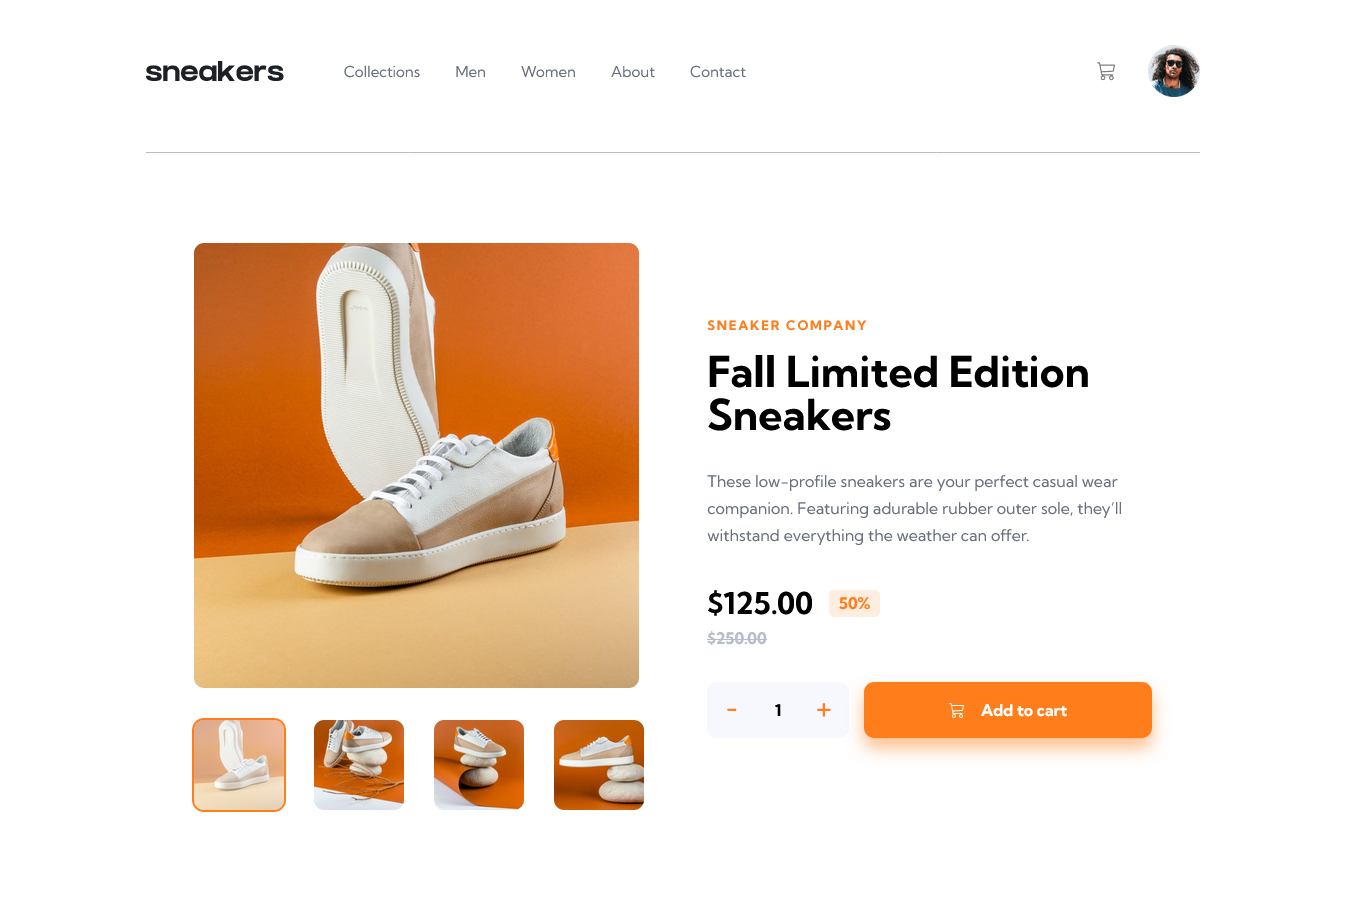 sneakers
Collections Men Women About Contact
SNEAKER COMPANY
Fall Limited Edition
Sneakers
These low-profile sneakers are your perfect casual wear
companion. Featuring adurable rubber outer sole, they’ll
withstand everything the weather can offer.
$125.00 50%
$250.00
- 1 + Add to cart